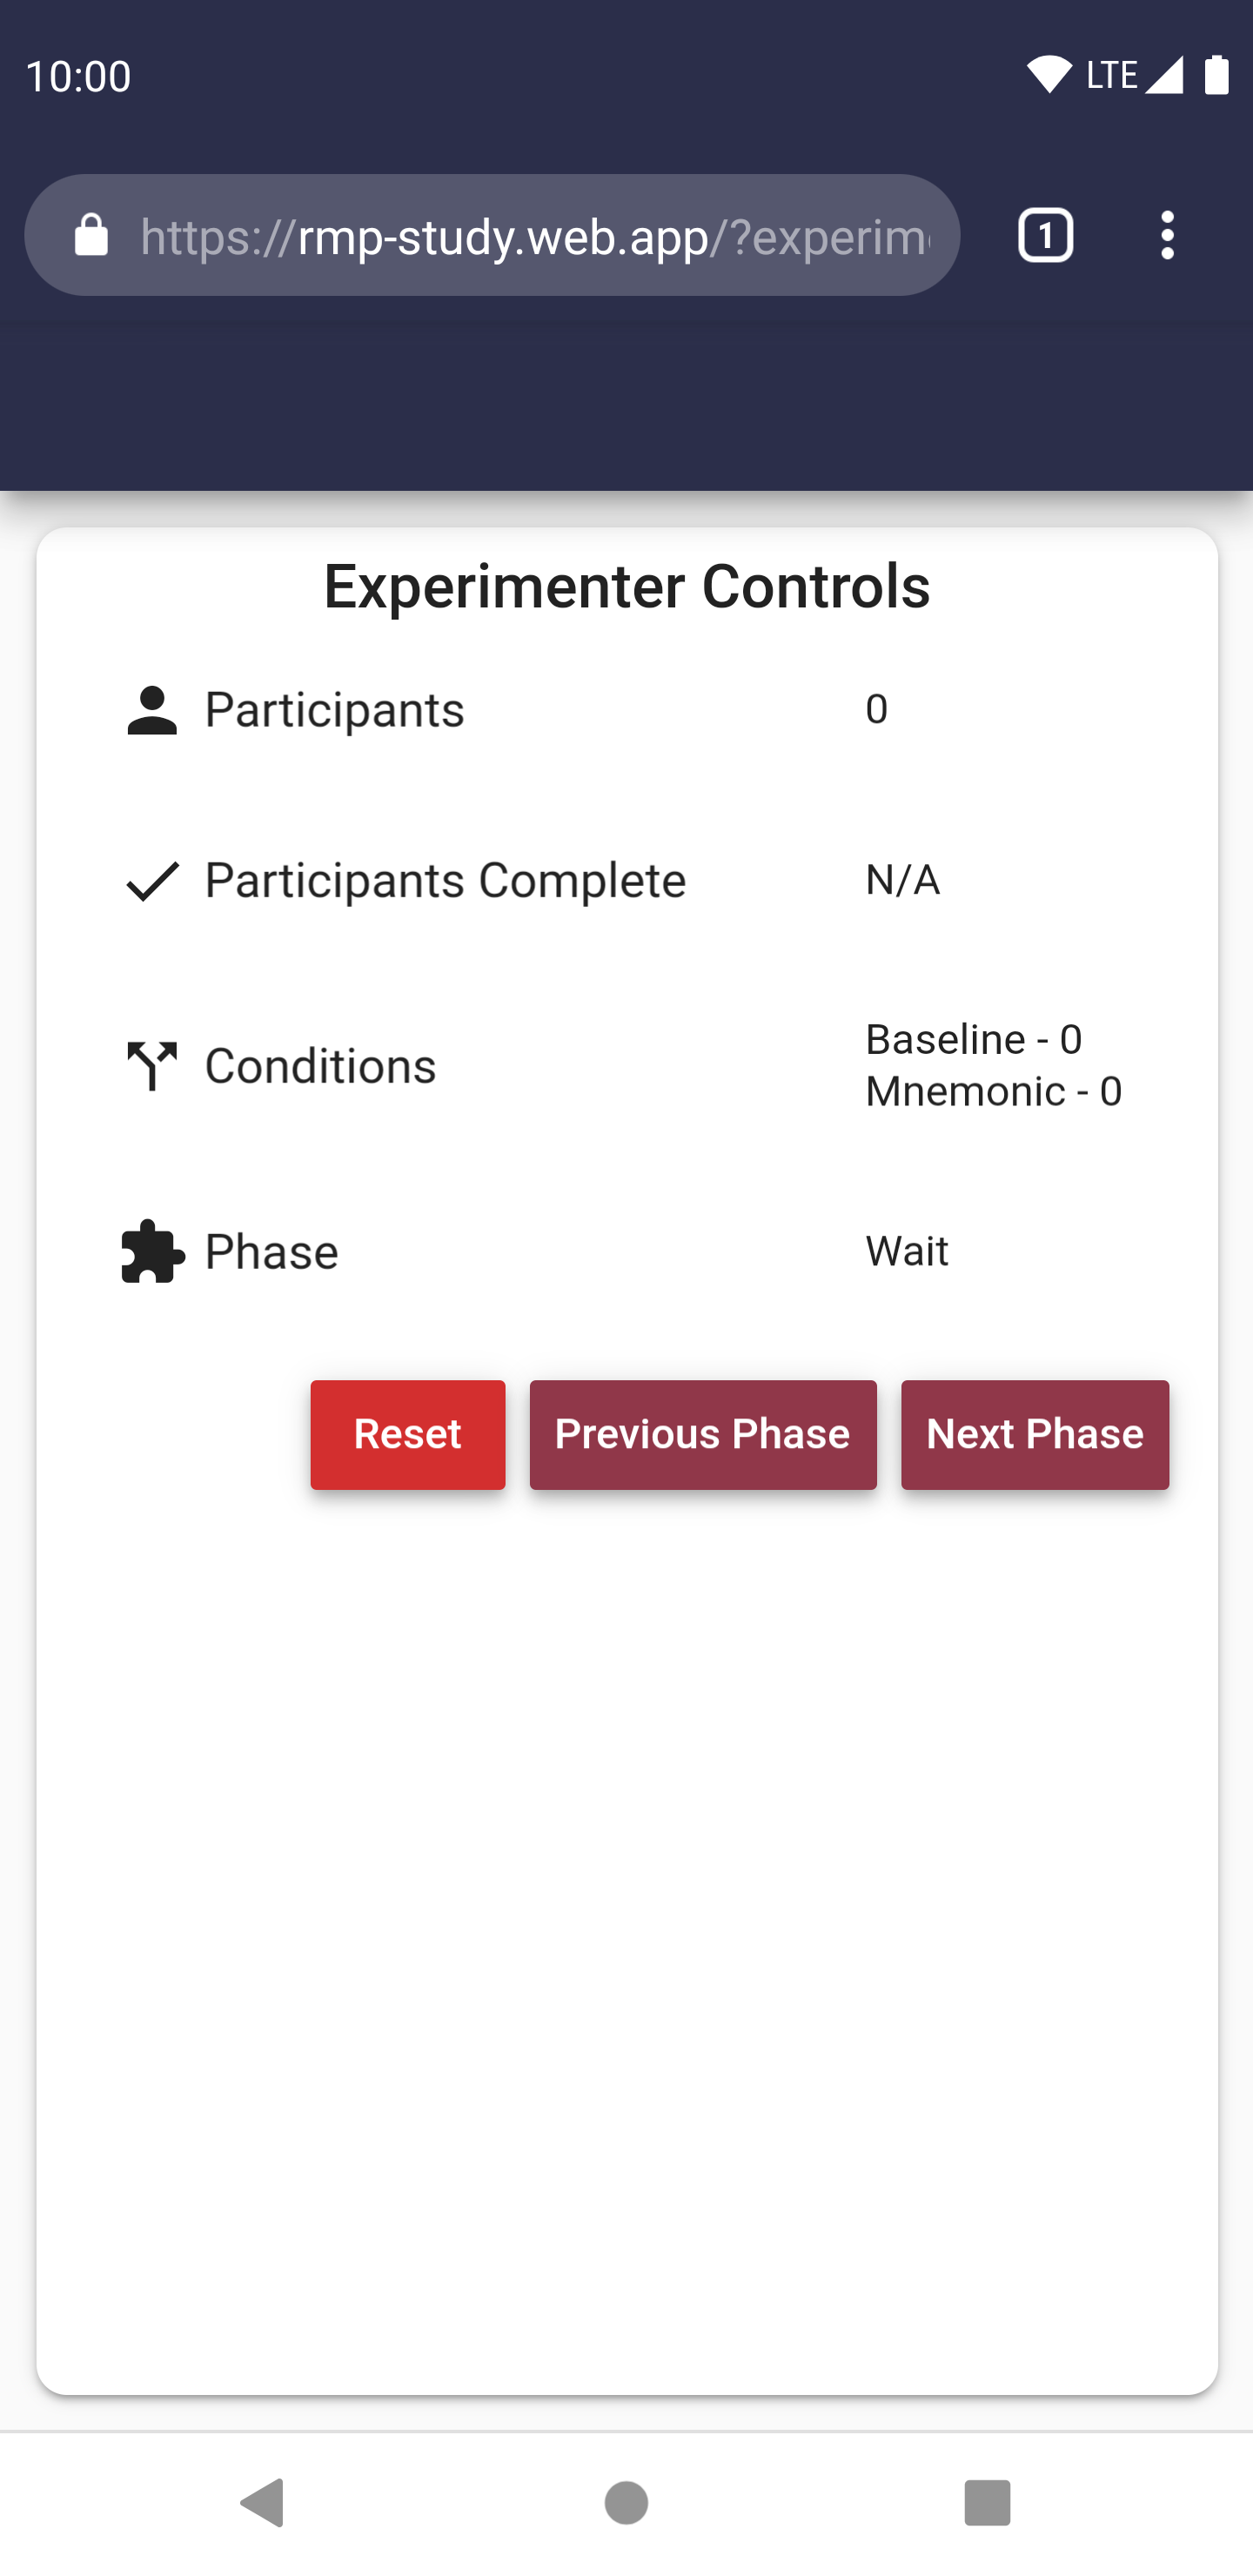 10:00 LTE
https://rmp-study.web.app/?experim
1
Experimenter Controls
Participants 0
Participants Complete N/A
Conditions Baseline - 0
Mnemonic - 0
Phase Wait
Reset Previous Phase Next Phase